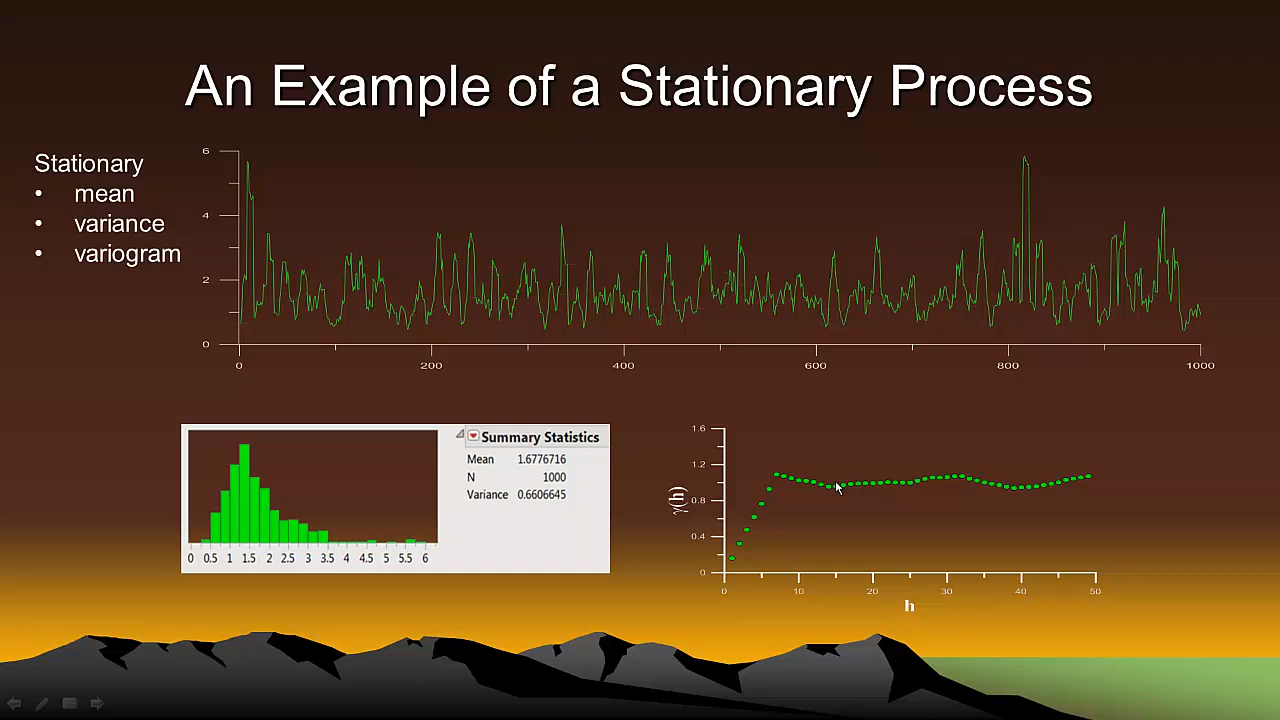 An Example of a Stationary Process
Stationary
• mean
• variance
• variogram
6
4
2
0
0 200 400 600 800 1000
Summary Statistics
Mean 1.6776716
N 1000
Variance 0.6606645
0 0.5 1 1.5 2 2.5 3 3.5 4 4.5 5 5.5 6
1.6
1.2
0.8
0.4
0
γ(h)
0 10 20 30 40 50
h